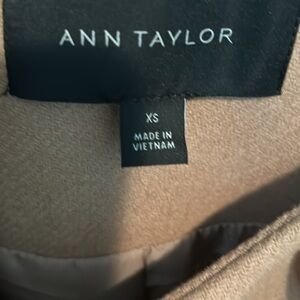 ANN TAYLOR
XS
MADE IN
VIETNAM